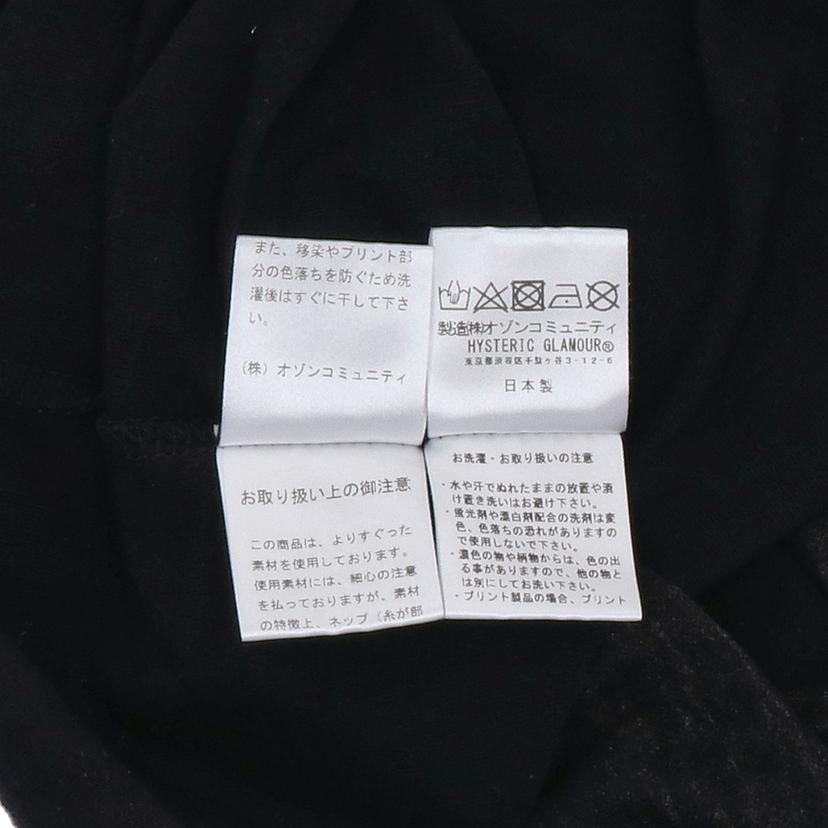 また、移染やプリント部
分の色落ちを防ぐため洗
濯後はすぐに干して下さ
い。
(株) オゾンコミュニティ
製造㈱オゾンコミュニティ
HYSTERIC GLAMOUR®
東京都渋谷区千駄ヶ谷3-12-6
日本製
お取り扱い上の御注意
この商品は、よりすぐった
素材を使用しております。
使用素材には、細心の注意
を払っておりますが、素材
の特徴上、ネップ（糸が部
お洗濯・お取り扱いの注意
・水や汗でぬれたままの放置や漬
け置き洗いはお避け下さい。
・蛍光剤や漂白剤配合の洗剤は変
色、色落ちの恐れがありますの
で使用しないで下さい。
・濃色の物や柄物からは、色の出
る事がありますので、他の物と
は別にしてお洗い下さい。
・プリント製品の場合、プリント